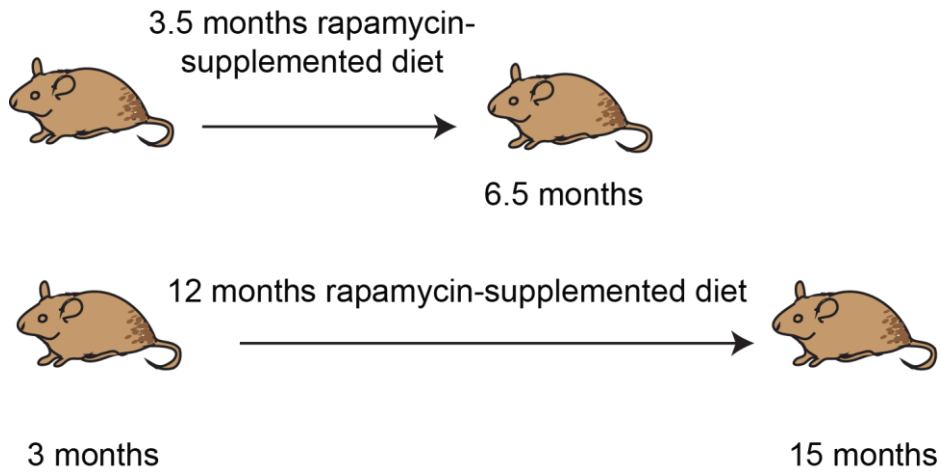 3.5 months rapamycin-
supplemented diet
6.5 months
12 months rapamycin-supplemented diet
3 months
15 months